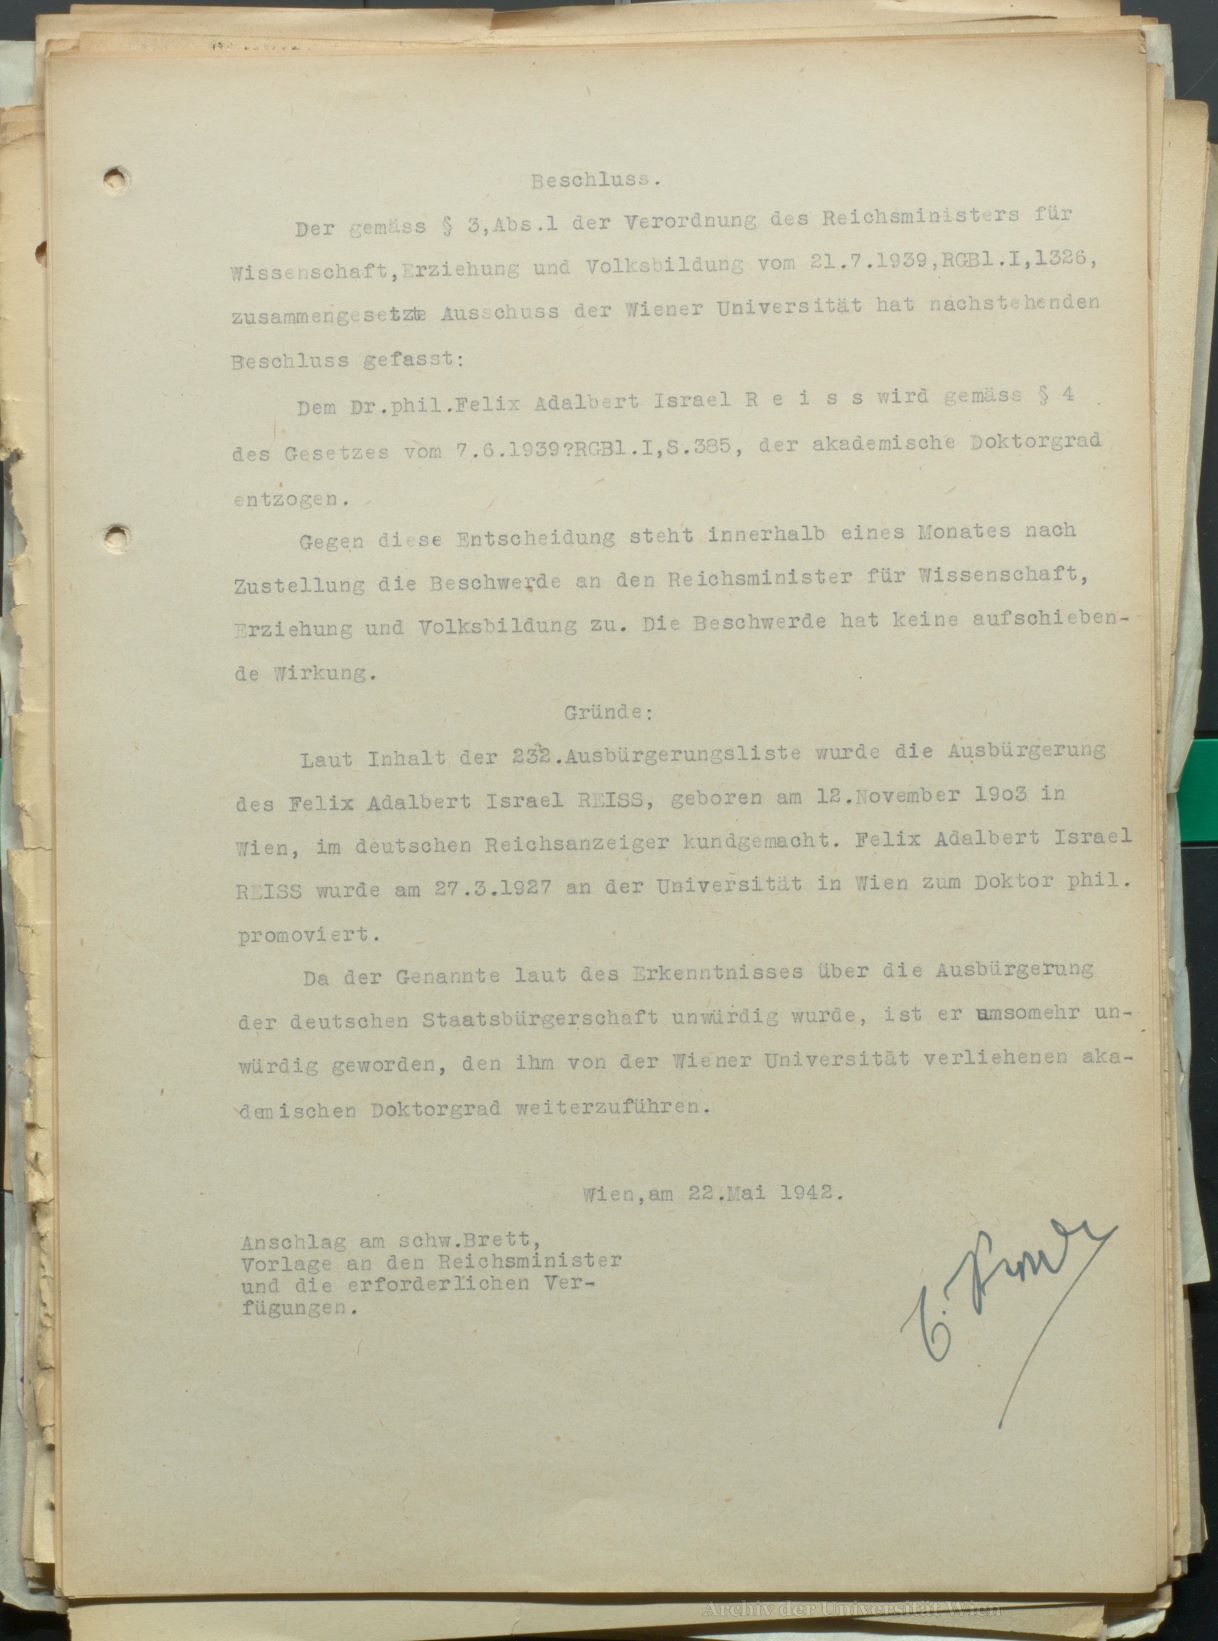 Beschluss.
Der gemäss § 3,Abs.1 der Verordnung des Reichsministers für
Wissenschaft,Erziehung und Volksbildung vom 21.7.1939,RGBl.I,1326,
zusammengesetzte Ausschuss der Wiener Universität hat nachstehenden
Beschluss gefasst:
Dem Dr.phil.Felix Adalbert Israel R e i s s wird gemäss § 4
des Gesetzes vom 7.6.1939?RGBl.I,S.385, der akademische Doktorgrad
entzogen.
Gegen diese Entscheidung steht innerhalb eines Monates nach
Zustellung die Beschwerde an den Reichsminister für Wissenschaft,
Erziehung und Volksbildung zu. Die Beschwerde hat keine aufschieben-
de Wirkung.
Gründe:
Laut Inhalt der 232.Ausbürgerungsliste wurde die Ausbürgerung
des Felix Adalbert Israel REISS, geboren am 12.November 19o3 in
Wien, im deutschen Reichsanzeiger kundgemacht. Felix Adalbert Israel
REISS wurde am 27.3.1927 an der Universität in Wien zum Doktor phil.
promoviert.
Da der Genannte laut des Erkenntnisses über die Ausbürgerung
der deutschen Staatsbürgerschaft unwürdig wurde, ist er umsomehr un-
würdig geworden, den ihm von der Wiener Universität verliehenen aka-
demischen Doktorgrad weiterzuführen.
Wien,am 22.Mai 1942.
Anschlag am schw.Brett,
Vorlage an den Reichsminister
und die erforderlichen Ver-
fügungen.
Archiv der Universität Wien